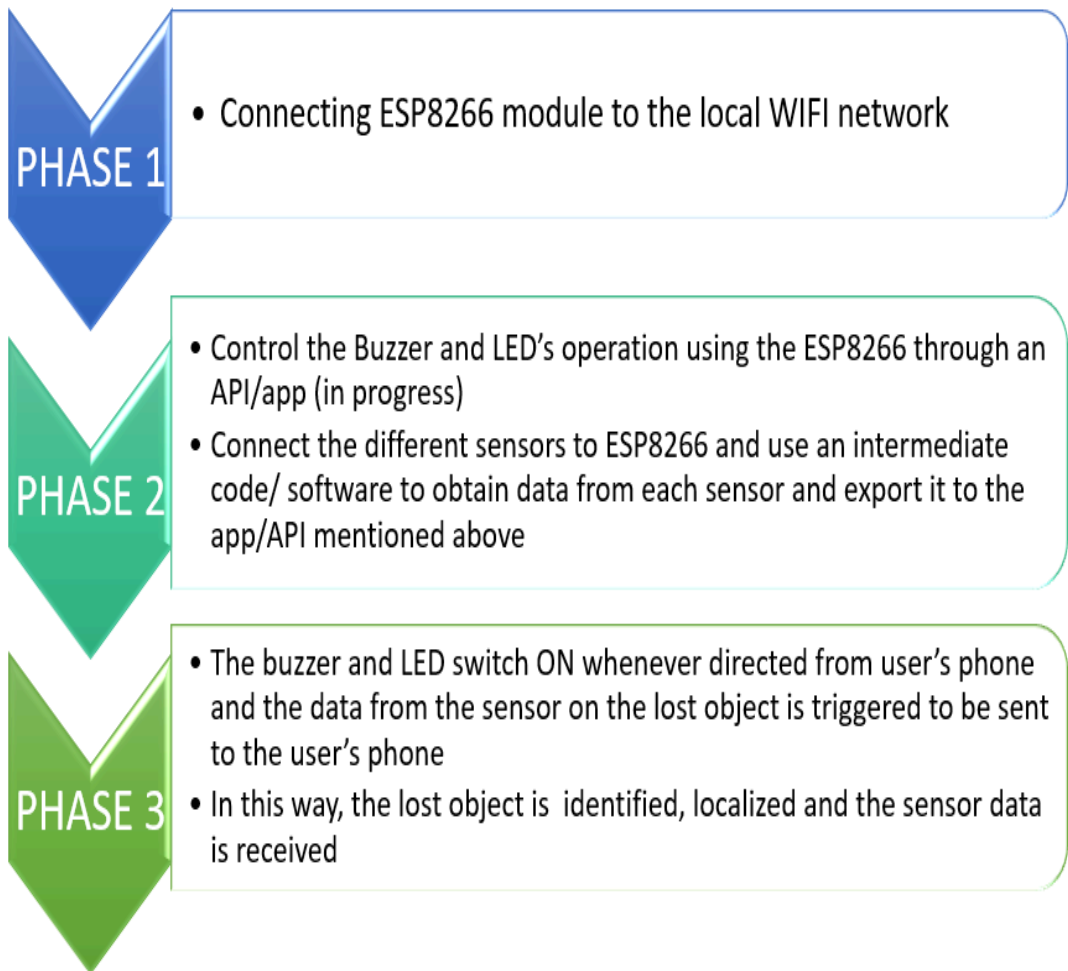 PHASE 1
• Connecting ESP8266 module to the local WIFI network
PHASE 2
• Control the Buzzer and LED’s operation using the ESP8266 through an
API/app (in progress)
• Connect the different sensors to ESP8266 and use an intermediate
code/ software to obtain data from each sensor and export it to the
app/API mentioned above
PHASE 3
• The buzzer and LED switch ON whenever directed from user’s phone
and the data from the sensor on the lost object is triggered to be sent
to the user’s phone
• In this way, the lost object is  identified, localized and the sensor data
is received